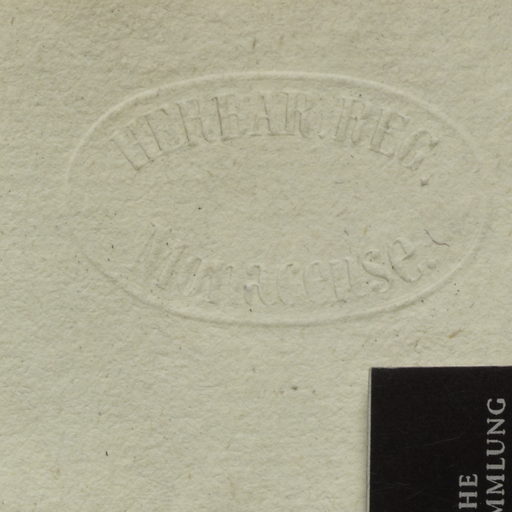 HERBAR. REG.
Monacense.
HE
MMLUNG